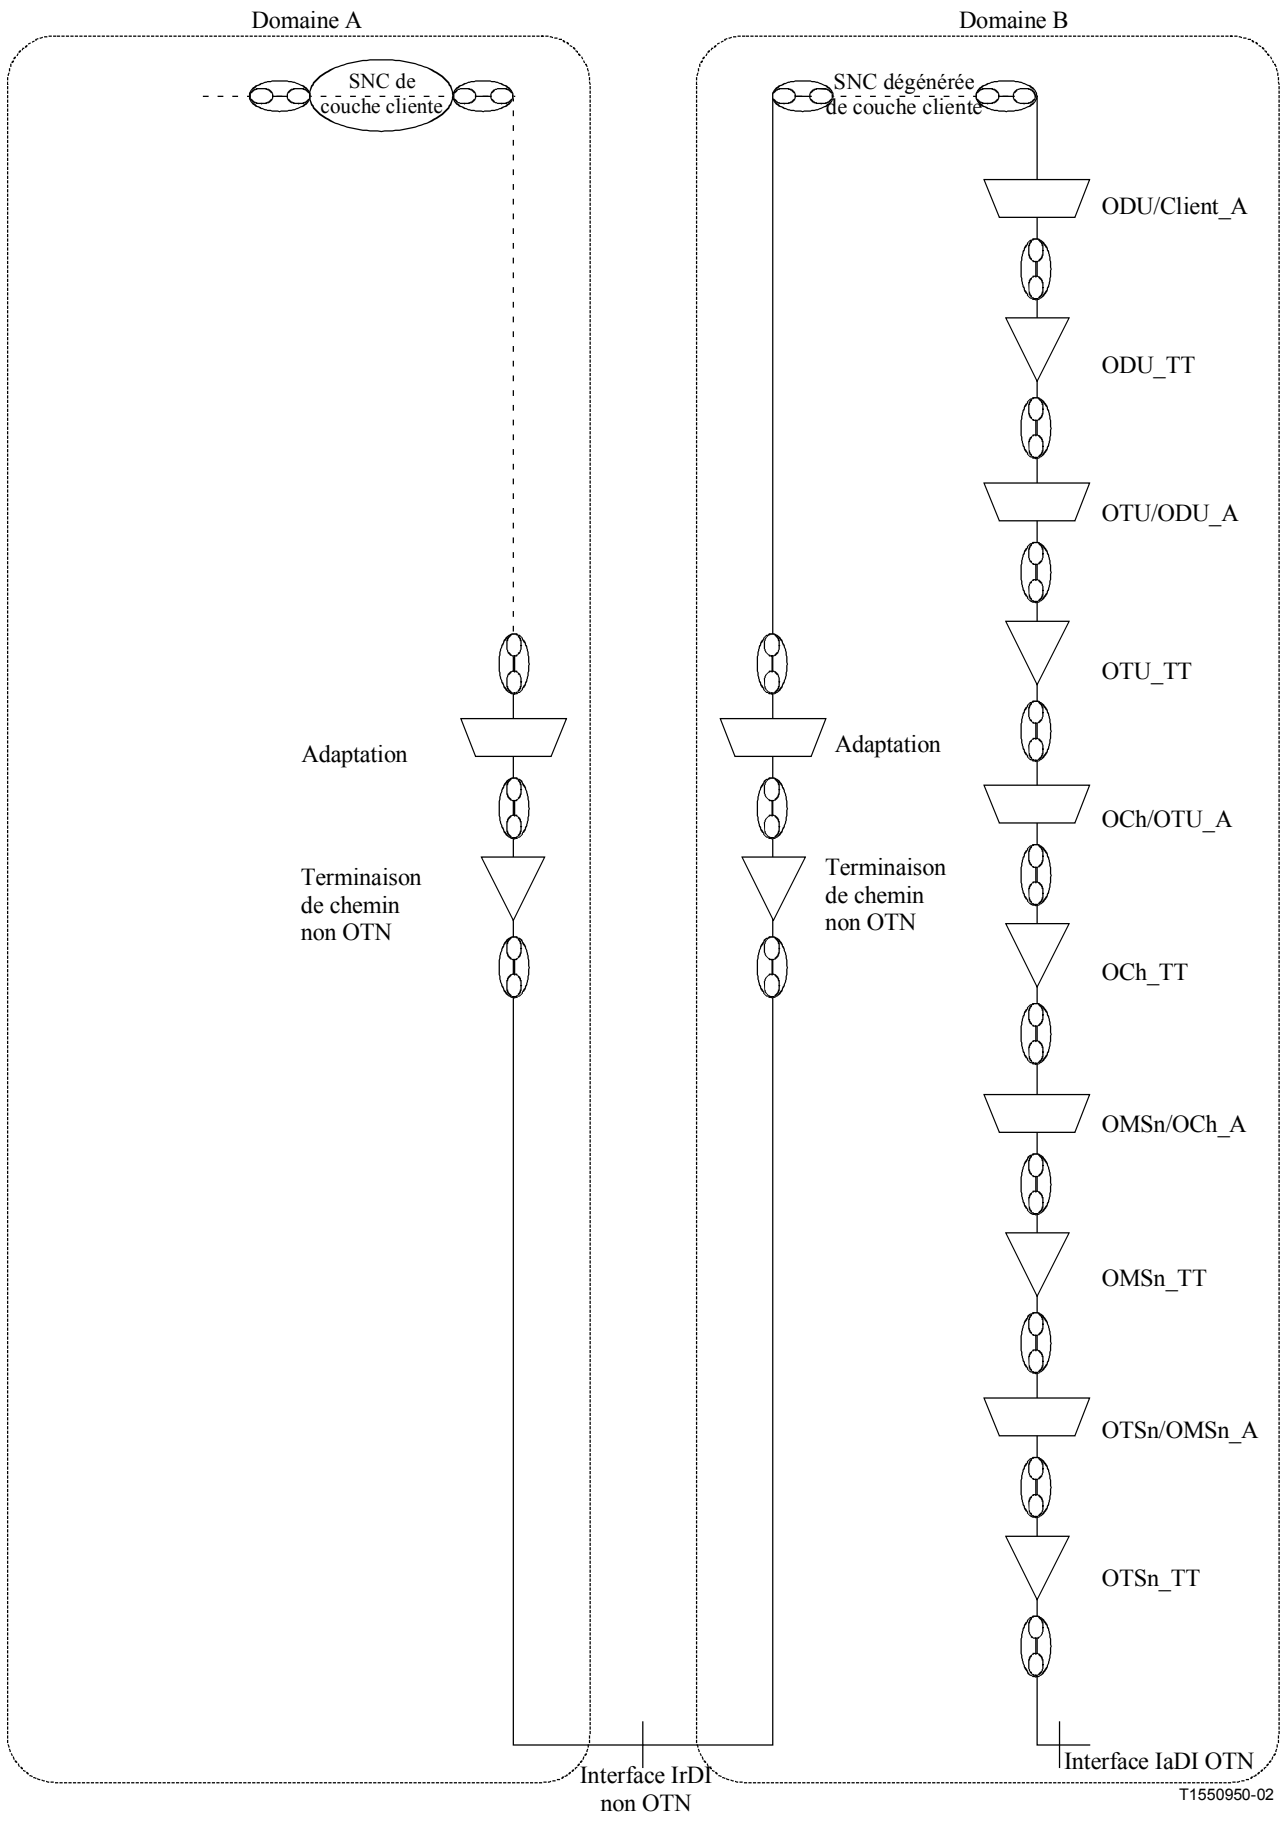 Domaine A
Domaine B
SNC de
couche cliente
SNC dégénérée
de couche cliente
ODU/Client_A
ODU_TT
OTU/ODU_A
OTU_TT
Adaptation
Adaptation
OCh/OTU_A
Terminaison
de chemin
non OTN
Terminaison
de chemin
non OTN
OCh_TT
OMSn/OCh_A
OMSn_TT
OTSn/OMSn_A
OTSn_TT
Interface IrDI
non OTN
Interface IaDI OTN
T1550950-02